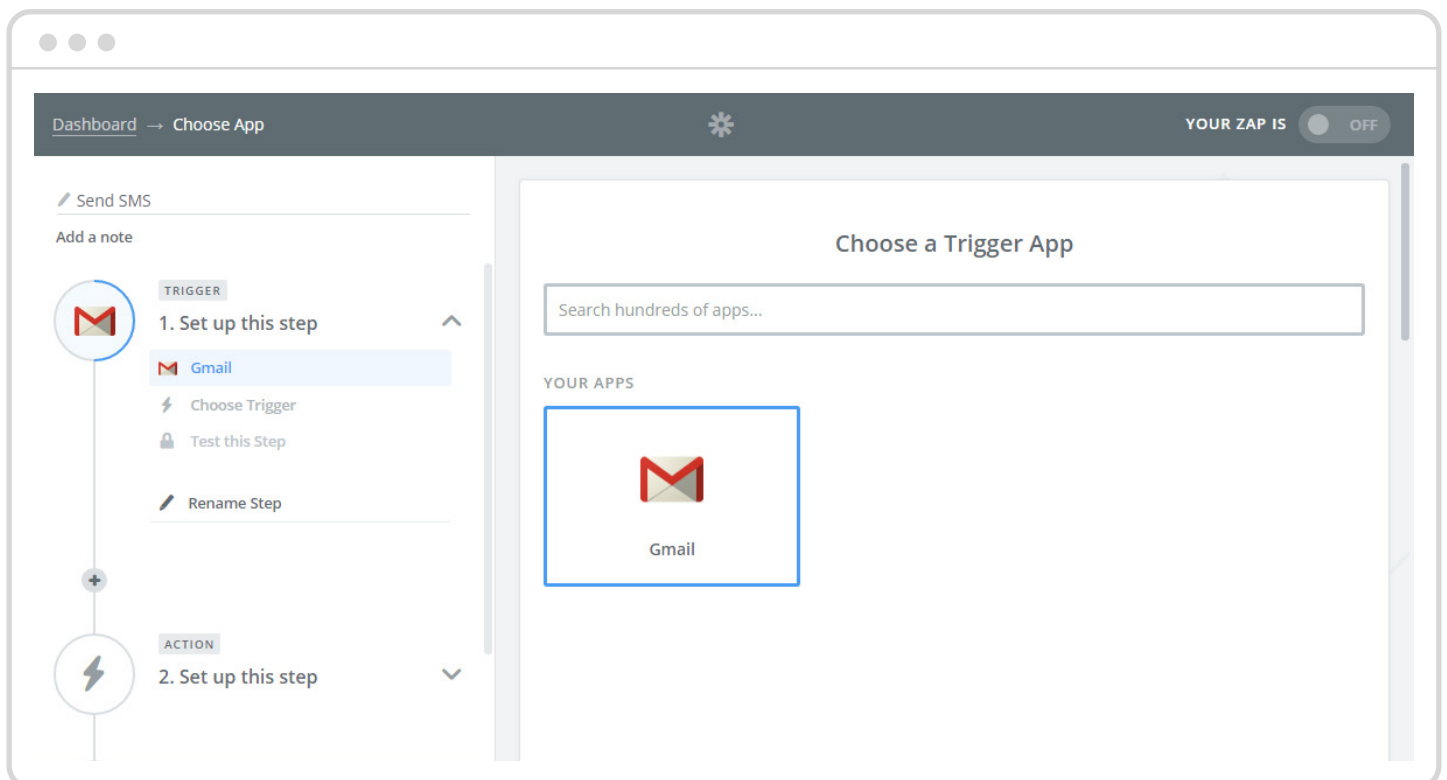 Dashboard → Choose App
YOUR ZAP IS OFF
Send SMS
Add a note
TRIGGER
1. Set up this step
Gmail
Choose Trigger
Test this Step
Rename Step
ACTION
2. Set up this step
Choose a Trigger App
Search hundreds of apps...
YOUR APPS
Gmail